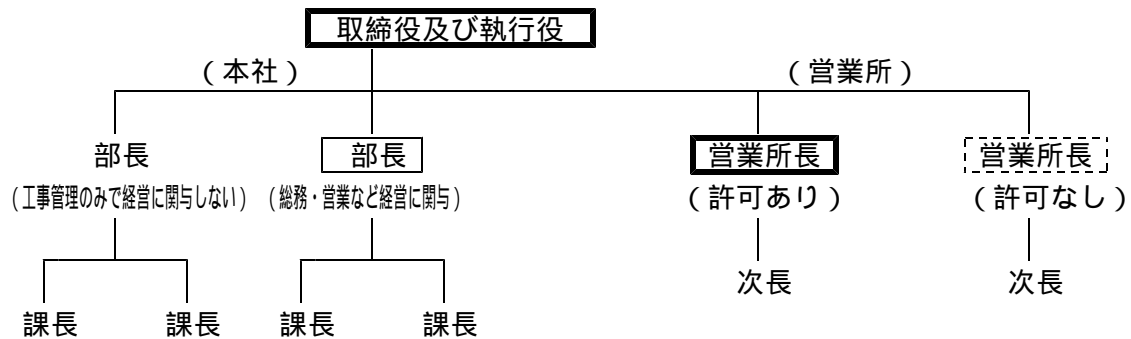 取締役及び執行役
（本社）
（営業所）
部長
部長
営業所長
営業所長
（工事管理のみで経営に関与しない）
（総務・営業など経営に関与）
（許可あり）
（許可なし）
次長
次長
課長
課長
課長
課長